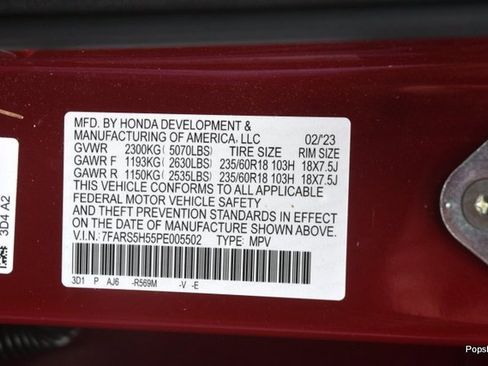 MFD. BY HONDA DEVELOPMENT &
MANUFACTURING OF AMERICA, LLC 02/'23
GVWR 2300KG( 5070LBS) TIRE SIZE RIM SIZE
GAWR F 1193KG( 2630LBS) 235/60R18 103H 18X7.5J
GAWR R 1150KG( 2535LBS) 235/60R18 103H 18X7.5J
THIS VEHICLE CONFORMS TO ALL APPLICABLE
FEDERAL MOTOR VEHICLE SAFETY
AND THEFT PREVENTION STANDARDS IN EFFECT
ON THE DATE OF MANUFACTURE SHOWN ABOVE.
V.I.N.: 7FARS5H55PE005502 TYPE: MPV
3D1 P AJ6 -R569M -V -E
3D4 A2